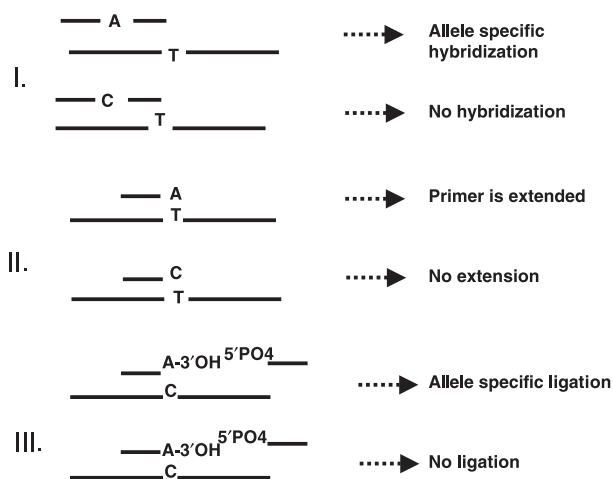 A
T
Allele specific
hybridization
I.
C
T
No hybridization
A
T
Primer is extended
II.
C
T
No extension
A-3′OH 5′PO4
C
Allele specific ligation
III.
A-3′OH 5′PO4
C
No ligation